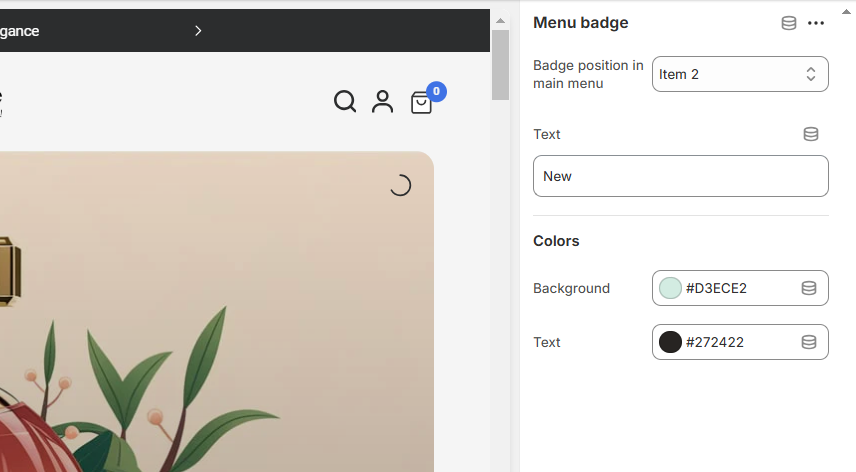 gance
0
Menu badge
Badge position in
main menu
Item 2
Text
New
Colors
Background
#D3ECE2
Text
#272422